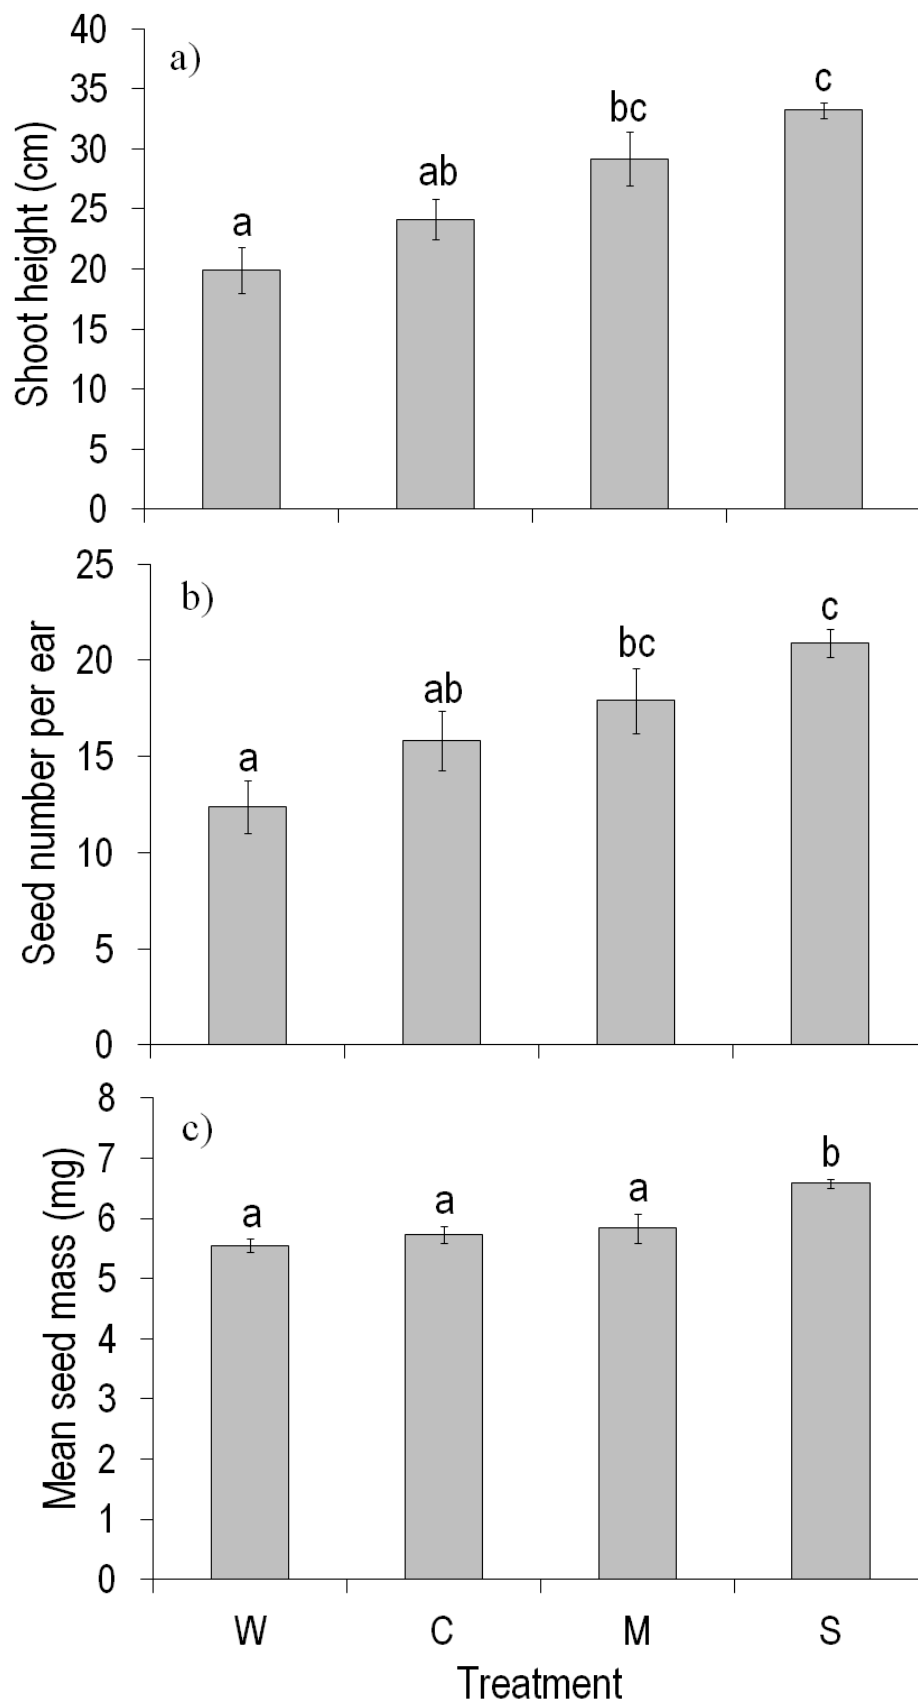 a)
Shoot height (cm)
40
35
30
25
20
15
10
5
0
a
ab
bc
c
b)
Seed number per ear
25
20
15
10
5
0
a
ab
bc
c
c)
Mean seed mass (mg)
8
7
6
5
4
3
2
1
0
a
a
a
b
W C M S
Treatment